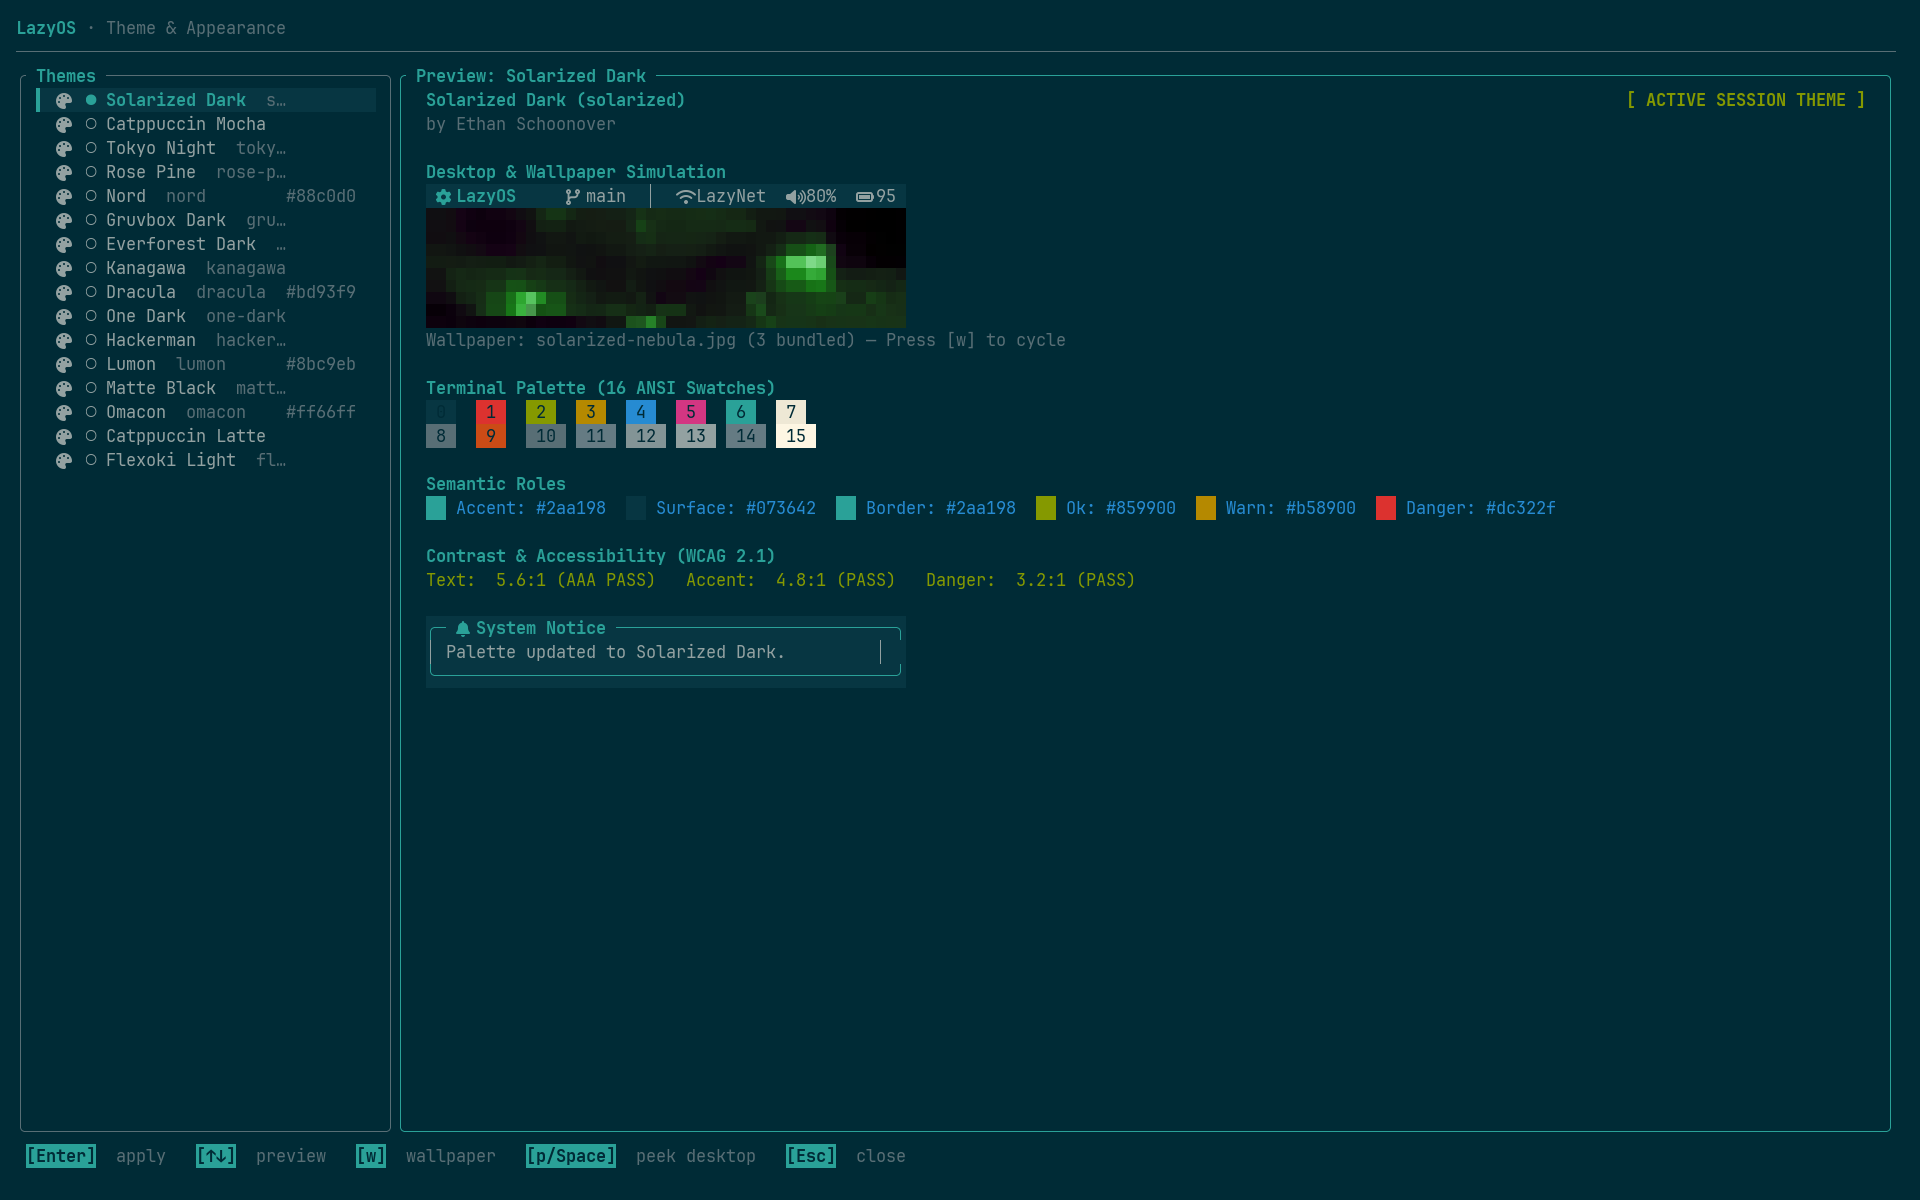 LazyOS · Theme & Appearance
Themes
Solarized Dark s…
Catppuccin Mocha
Tokyo Night toky…
Rose Pine rose-p…
Nord nord #88c0d0
Gruvbox Dark gru…
Everforest Dark …
Kanagawa kanagawa
Dracula dracula #bd93f9
One Dark one-dark
Hackerman hacker…
Lumon lumon #8bc9eb
Matte Black matt…
Omacon omacon #ff66ff
Catppuccin Latte
Flexoki Light fl…
Preview: Solarized Dark
Solarized Dark (solarized) [ ACTIVE SESSION THEME ]
by Ethan Schoonover
Desktop & Wallpaper Simulation
LazyOS main LazyNet 80% 95
Wallpaper: solarized-nebula.jpg (3 bundled) — Press [w] to cycle
Terminal Palette (16 ANSI Swatches)
0 1 2 3 4 5 6 7
8 9 10 11 12 13 14 15
Semantic Roles
Accent: #2aa198 Surface: #073642 Border: #2aa198 Ok: #859900 Warn: #b58900 Danger: #dc322f
Contrast & Accessibility (WCAG 2.1)
Text: 5.6:1 (AAA PASS) Accent: 4.8:1 (PASS) Danger: 3.2:1 (PASS)
System Notice
Palette updated to Solarized Dark.
[Enter] apply [↑↓] preview [w] wallpaper [p/Space] peek desktop [Esc] close